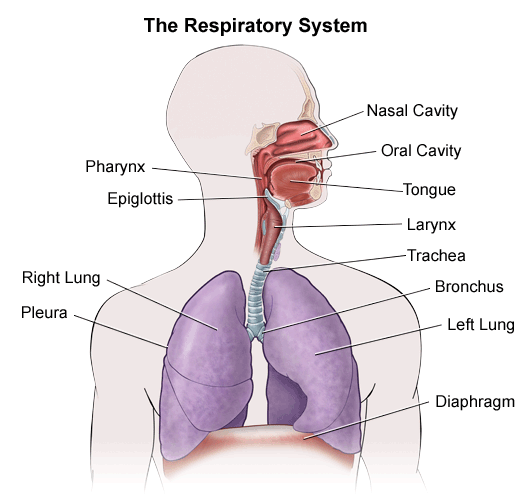 The Respiratory System
Nasal Cavity
Oral Cavity
Pharynx
Tongue
Epiglottis
Larynx
Trachea
Right Lung
Bronchus
Pleura
Left Lung
Diaphragm